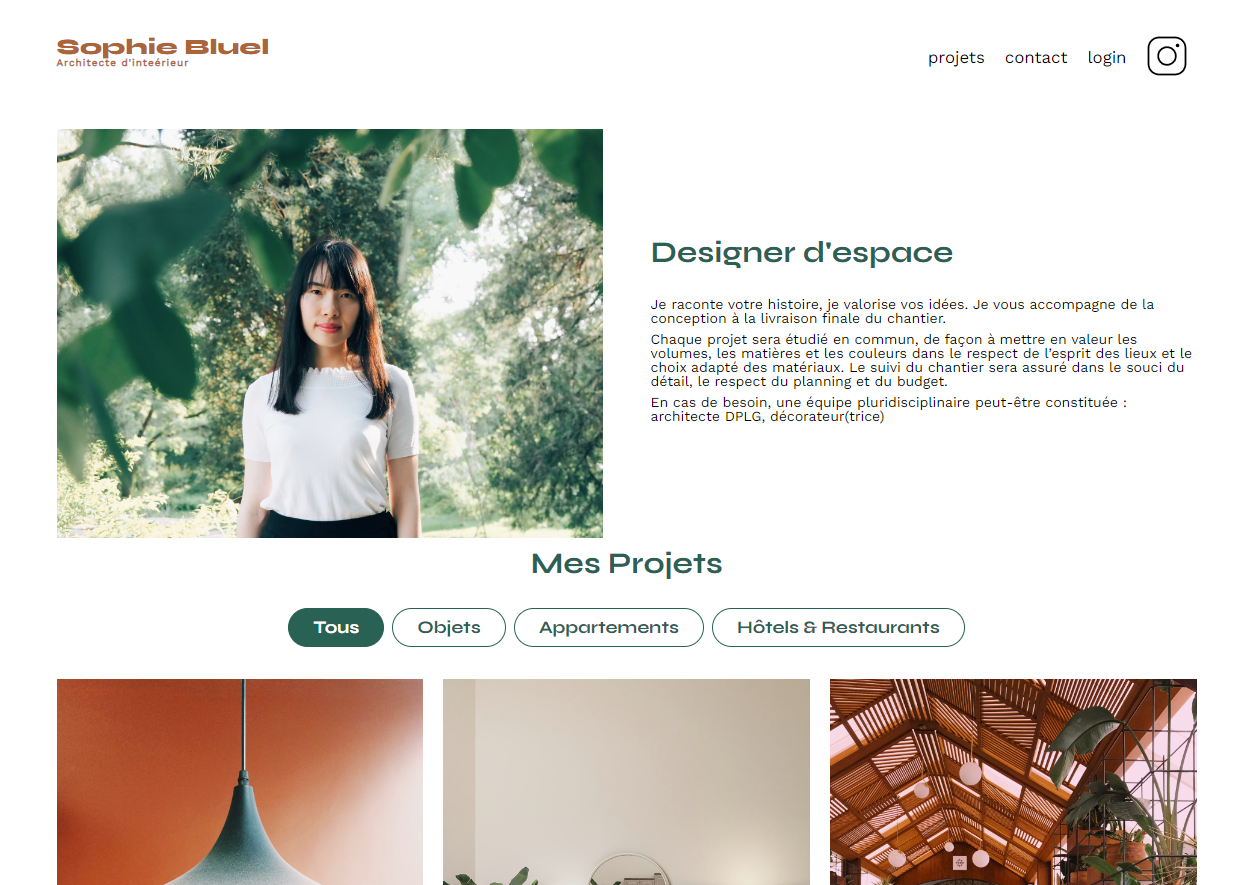 Sophie Bluel
Architecte d'inteérieur
projets contact login
Designer d'espace
Je raconte votre histoire, je valorise vos idées. Je vous accompagne de la
conception à la livraison finale du chantier.
Chaque projet sera étudié en commun, de façon à mettre en valeur les
volumes, les matières et les couleurs dans le respect de l’esprit des lieux et le
choix adapté des matériaux. Le suivi du chantier sera assuré dans le souci du
détail, le respect du planning et du budget.
En cas de besoin, une équipe pluridisciplinaire peut-être constituée :
architecte DPLG, décorateur(trice)
Mes Projets
Tous Objets Appartements Hôtels & Restaurants